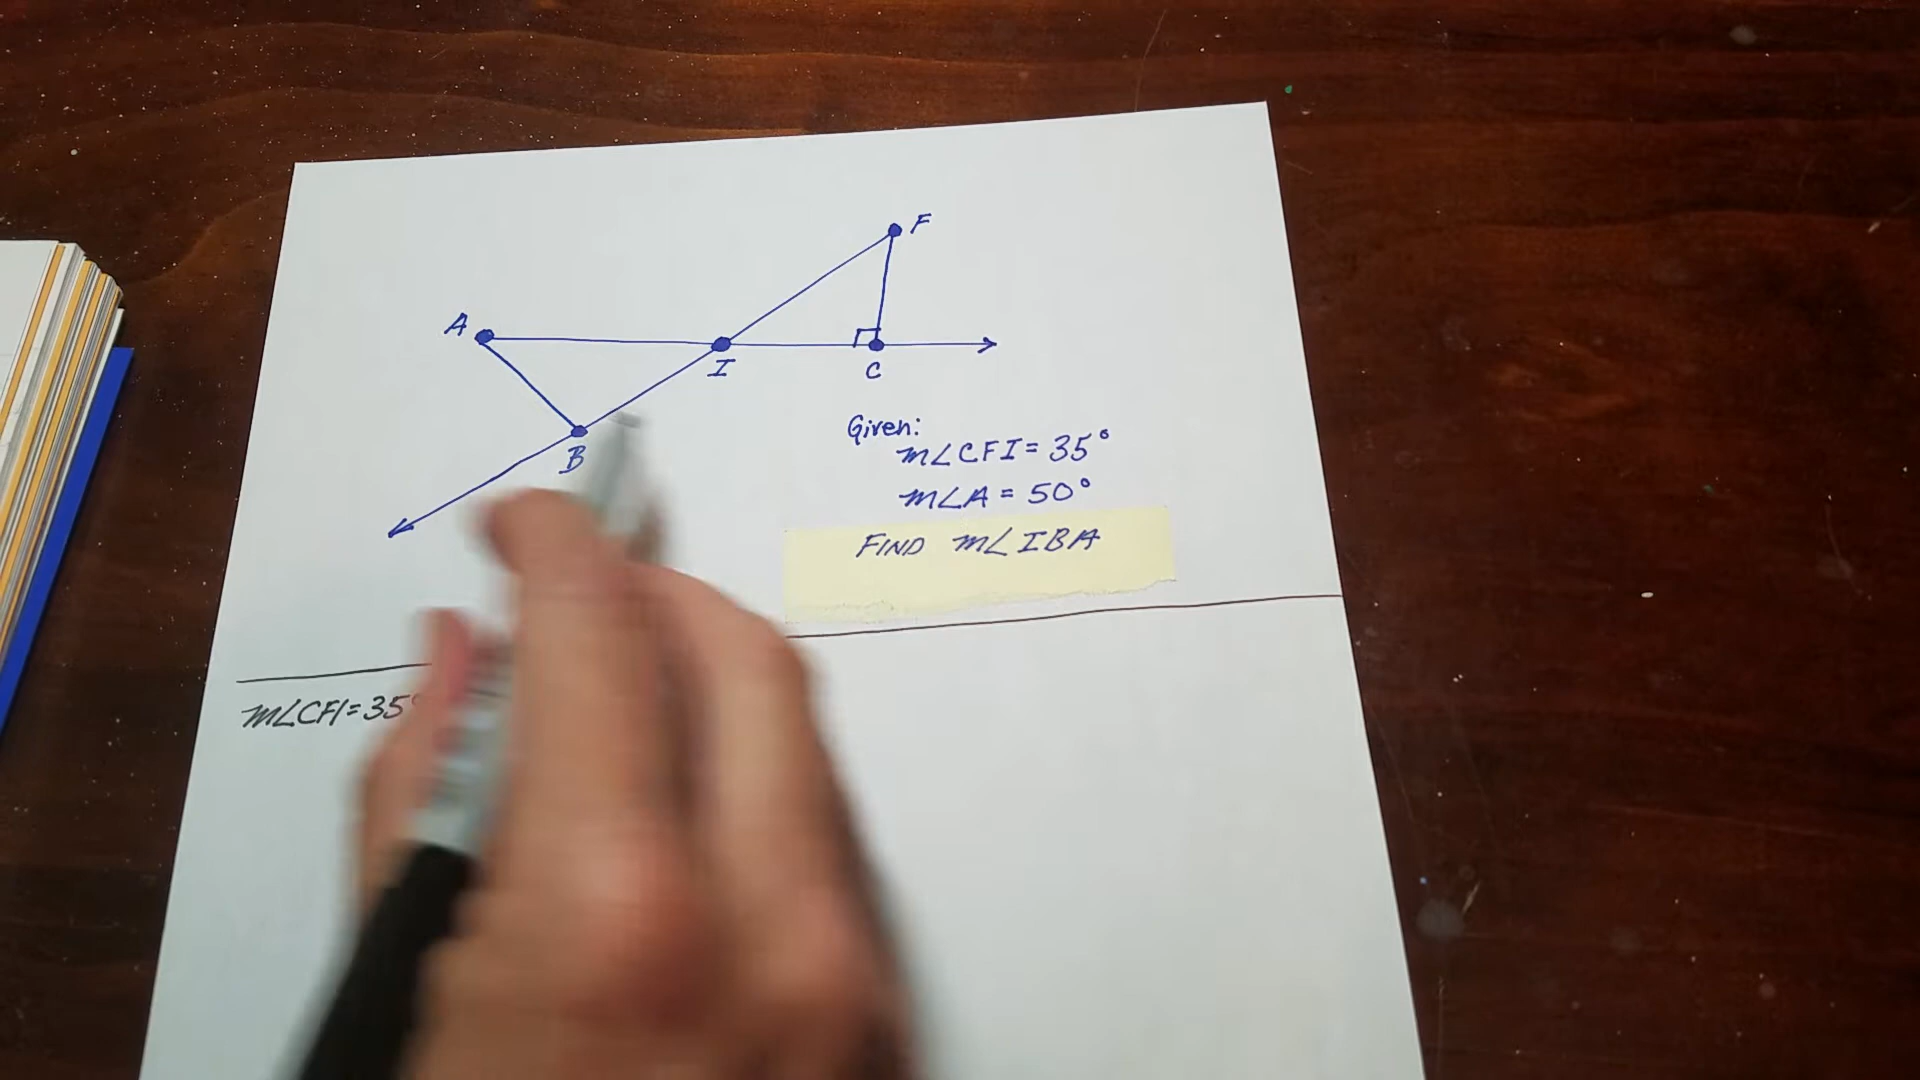 F
A
I
C
B
Given:
m∠CFI = 35°
m∠A = 50°
FIND m∠IBA
m∠CFI = 35°